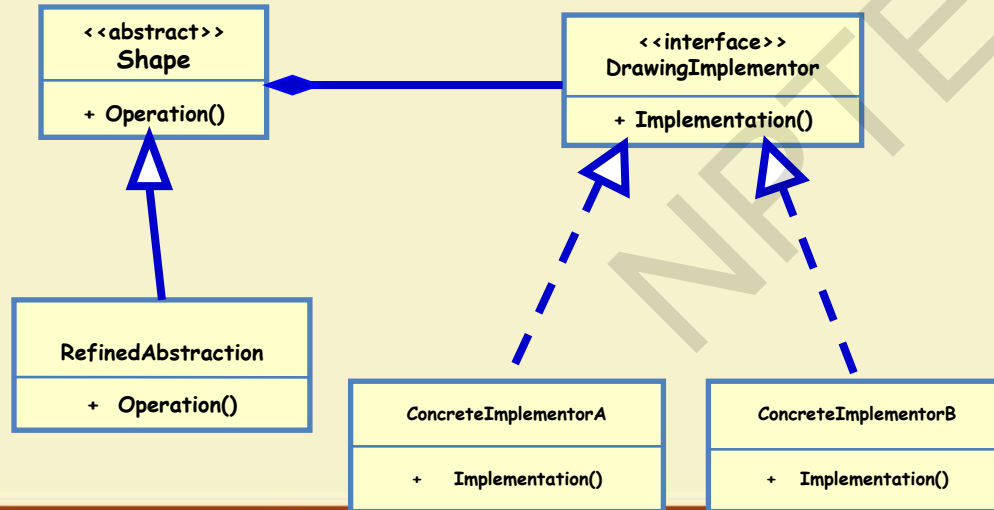 <<abstract>>
Shape
+ Operation()
<<interface>>
DrawingImplementor
+ Implementation()
RefinedAbstraction
+ Operation()
ConcreteImplementorA
+ Implementation()
ConcreteImplementorB
+ Implementation()
NPTE